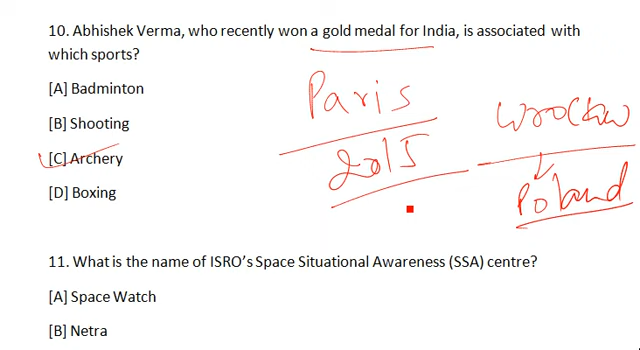 10. Abhishek Verma, who recently won a gold medal for India, is associated with
which sports?
[A] Badminton
[B] Shooting
[C] Archery
[D] Boxing
Paris
2015
Wrocław
Poland
11. What is the name of ISRO's Space Situational Awareness (SSA) centre?
[A] Space Watch
[B] Netra